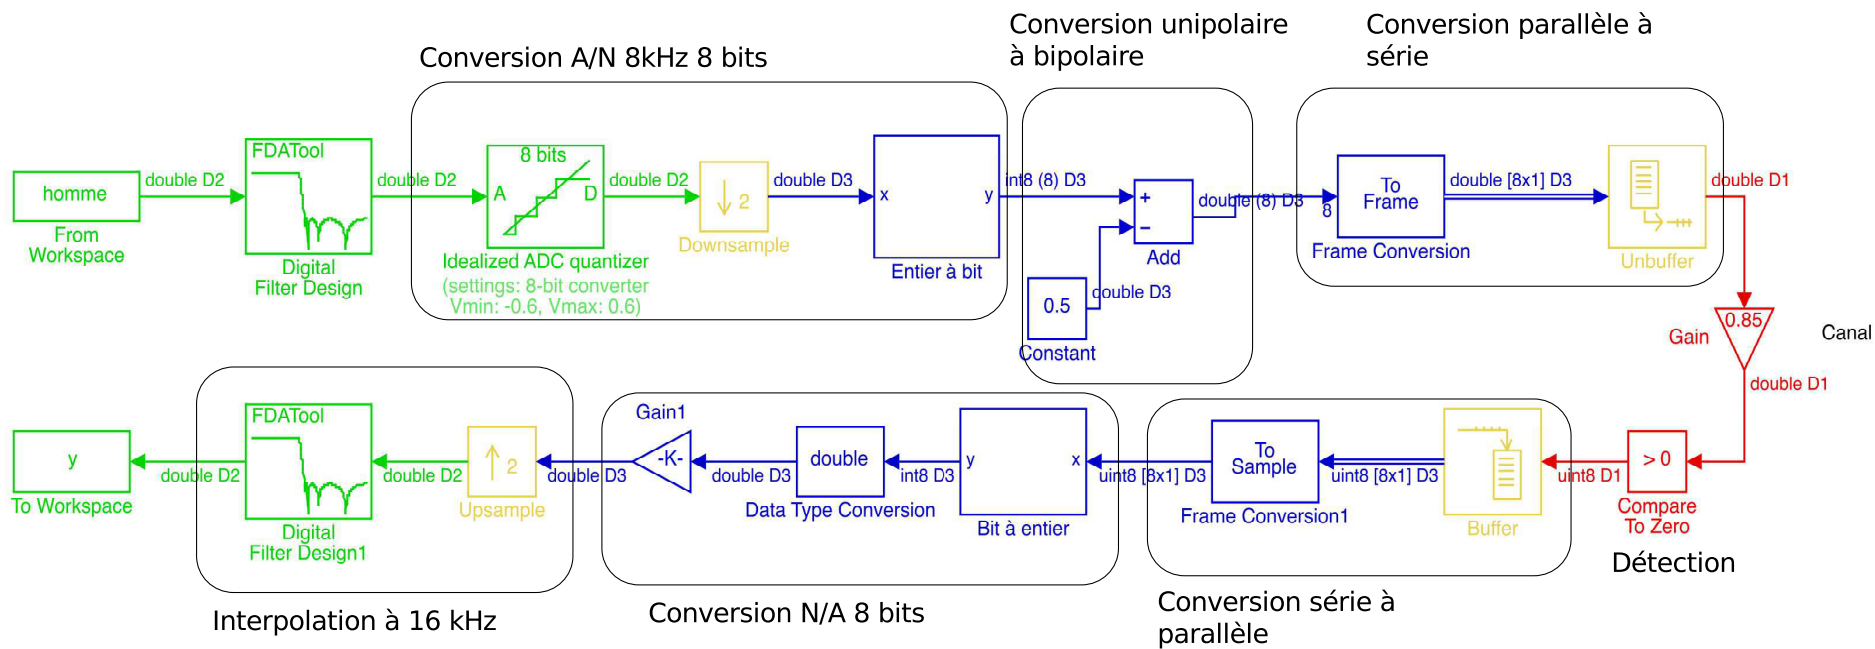 Conversion A/N 8kHz 8 bits
Conversion unipolaire
à bipolaire
Conversion parallèle à
série
homme
From
Workspace
double D2
FDATool
Digital
Filter Design
double D2
8 bits
A
D
Idealized ADC quantizer
(settings: 8-bit converter
Vmin: -0.6, Vmax: 0.6)
double D2
2
Downsample
double D3
x
y
Entier à bit
int8 (8) D3
+
−
Add
0.5
Constant
double D3
double (8) D3
8
To
Frame
Frame Conversion
double [8x1] D3
Unbuffer
double D1
0.85
Gain
Canal
double D1
> 0
Compare
To Zero
Détection
uint8 D1
Buffer
uint8 [8x1] D3
To
Sample
Frame Conversion1
Conversion série à
parallèle
uint8 [8x1] D3
x
y
Bit à entier
int8 D3
double
Data Type Conversion
double D3
Gain1
-K-
Conversion N/A 8 bits
double D3
2
Upsample
double D2
FDATool
Digital
Filter Design1
Interpolation à 16 kHz
double D2
y
To Workspace